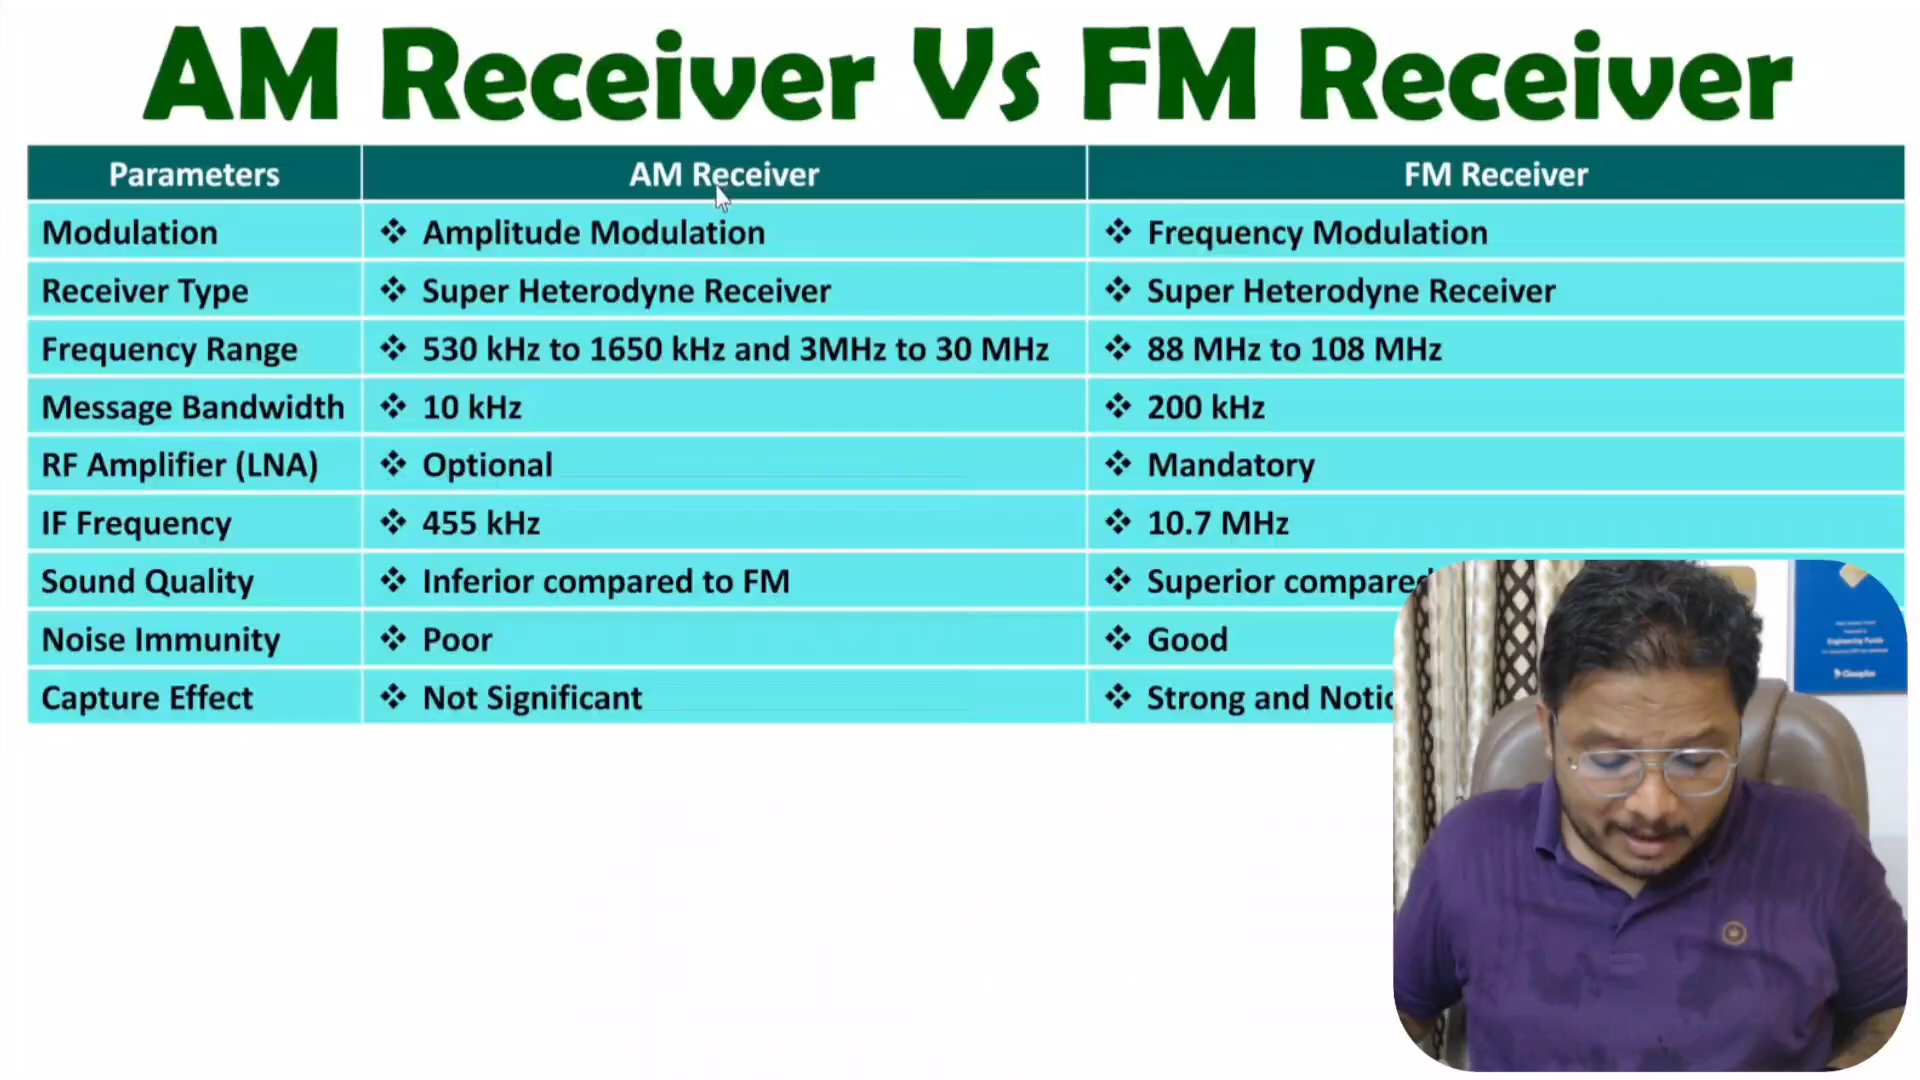 AM Receiver Vs FM Receiver
Parameters AM Receiver FM Receiver
Modulation ❖ Amplitude Modulation ❖ Frequency Modulation
Receiver Type ❖ Super Heterodyne Receiver ❖ Super Heterodyne Receiver
Frequency Range ❖ 530 kHz to 1650 kHz and 3MHz to 30 MHz ❖ 88 MHz to 108 MHz
Message Bandwidth ❖ 10 kHz ❖ 200 kHz
RF Amplifier (LNA) ❖ Optional ❖ Mandatory
IF Frequency ❖ 455 kHz ❖ 10.7 MHz
Sound Quality ❖ Inferior compared to FM ❖ Superior compared
Noise Immunity ❖ Poor ❖ Good
Capture Effect ❖ Not Significant ❖ Strong and
Engineering Funda